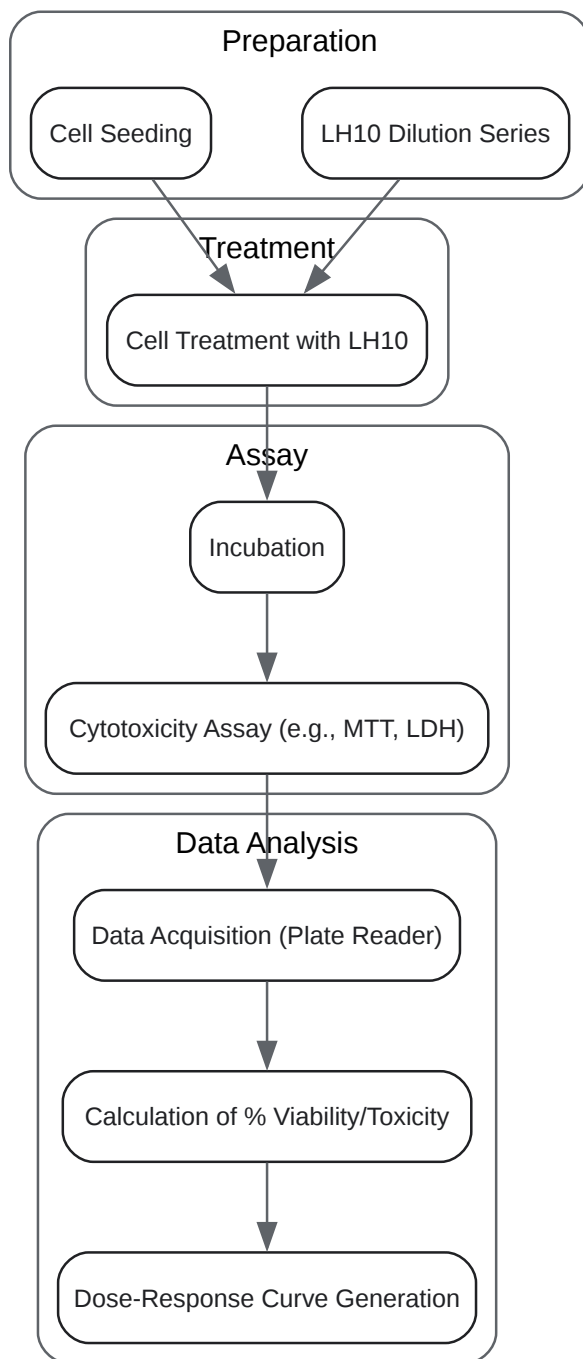 Preparation
Cell Seeding
LH10 Dilution Series
Treatment
Cell Treatment with LH10
Assay
Incubation
Cytotoxicity Assay (e.g., MTT, LDH)
Data Analysis
Data Acquisition (Plate Reader)
Calculation of % Viability/Toxicity
Dose-Response Curve Generation